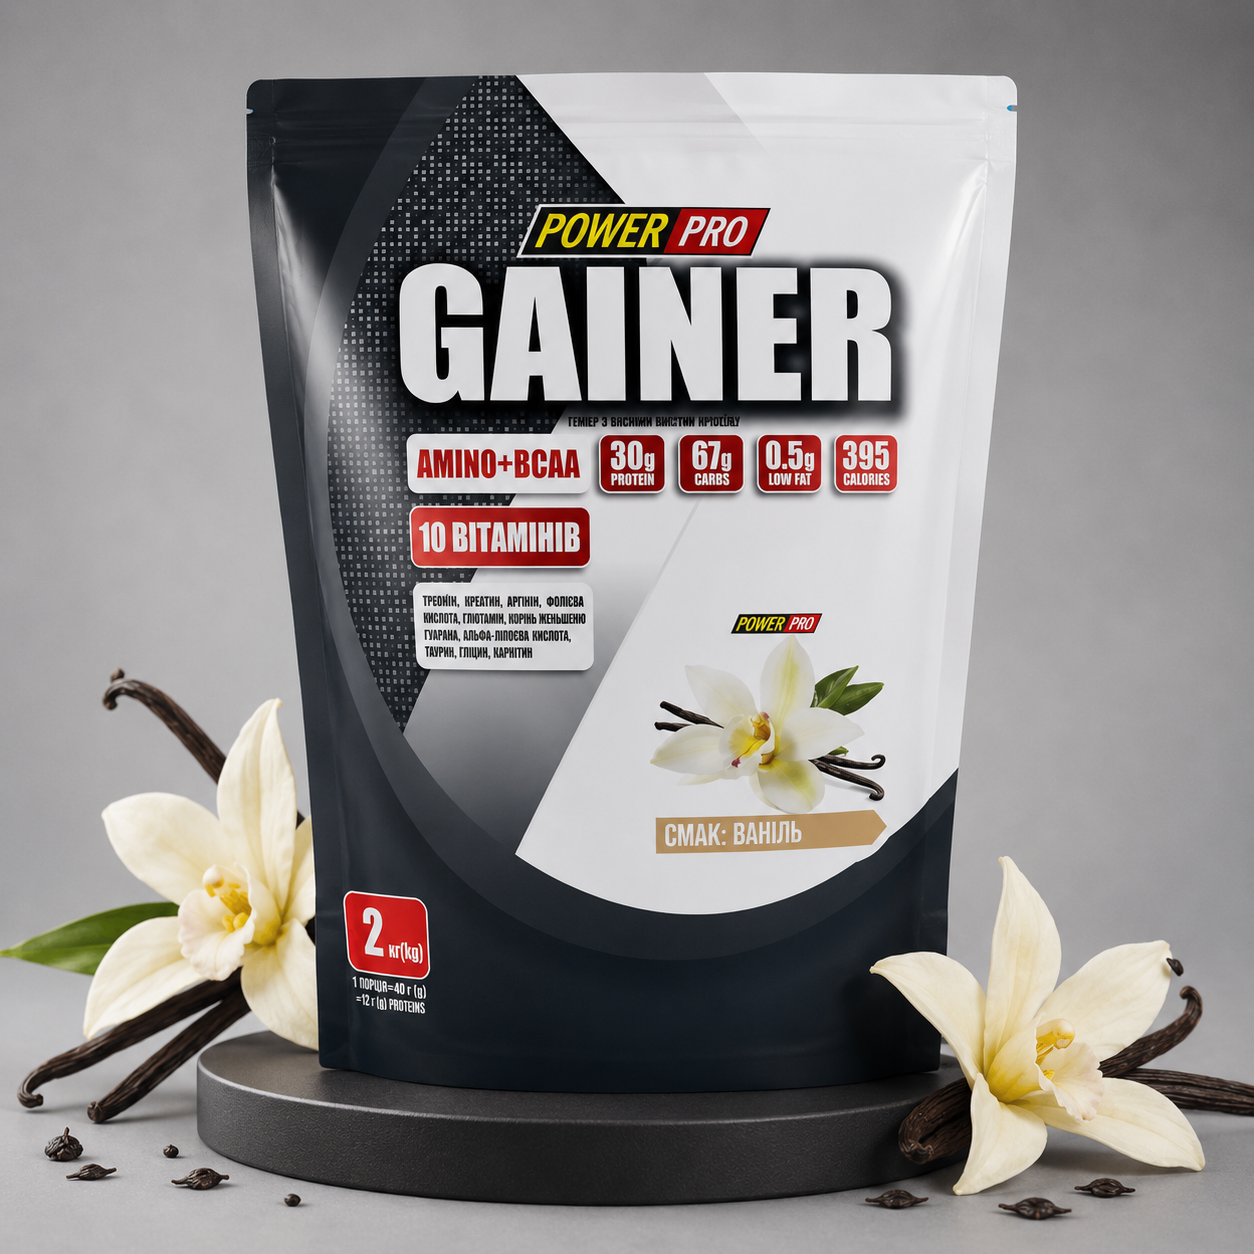 POWER PRO
GAINER
AMINO+BCAA
30g PROTEIN
67g CARBS
0.5g LOW FAT
395 CALORIES
10 ВІТАМІНІВ
ТРЕОНІН, КРЕАТИН, АРГІНІН, ФОЛІЄВА
КИСЛОТА, ГЛЮТАМІН, КОРІНЬ ЖЕНЬШЕНЮ
ГУАРАНА, АЛЬФА-ЛІПОЄВА КИСЛОТА,
ТАУРИН, ГЛІЦИН, КАРНІТИН
POWER PRO
СМАК: ВАНІЛЬ
2 кг(kg)
1 =40 г (g)
=12 г (g) PROTEINS